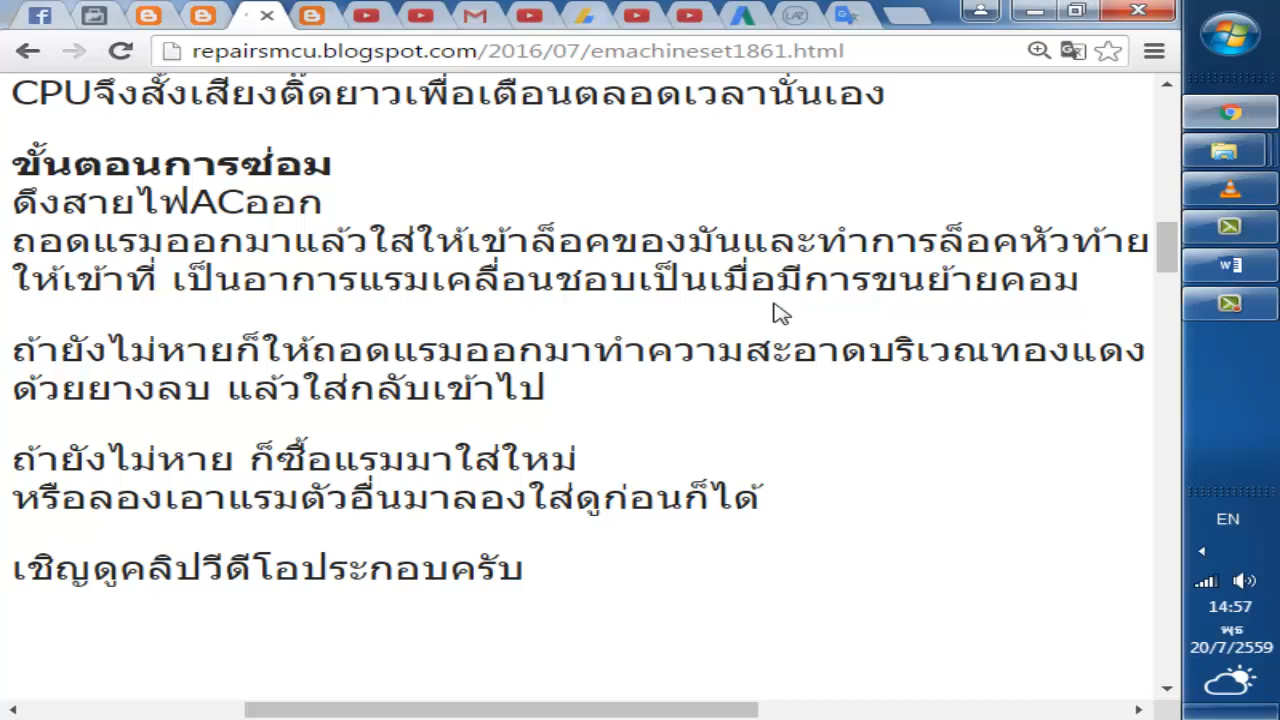 repairsmcu.blogspot.com/2016/07/emachineset1861.html
CPUจึงสั้งเสียงติ๊ดยาวเพื่อเตือนตลอดเวลานั่นเอง
ขั้นตอนการซ่อม
ดึงสายไฟACออก
ถอดแรมออกมาแล้วใส่ให้เข้าล็อคของมันและทำการล็อคหัวท้าย
ให้เข้าที่ เป็นอาการแรมเคลื่อนชอบเป็นเมื่อมีการขนย้ายคอม
ถ้ายังไม่หายก็ให้ถอดแรมออกมาทำความสะอาดบริเวณทองแดง
ด้วยยางลบ แล้วใส่กลับเข้าไป
ถ้ายังไม่หาย ก็ซื้อแรมมาใส่ใหม่
หรือลองเอาแรมตัวอื่นมาลองใส่ดูก่อนก็ได้
เชิญดูคลิปวีดีโอประกอบครับ
EN
14:57
พุธ
20/7/2559